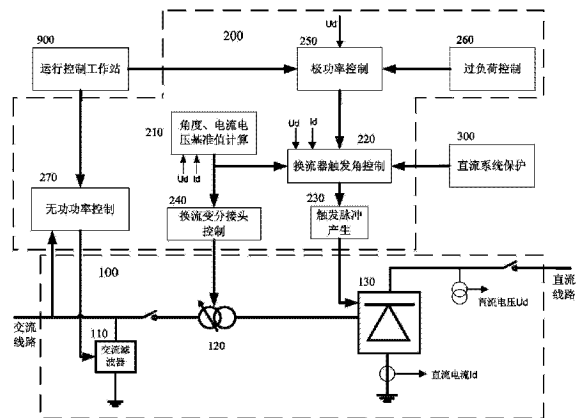 Ud
900
200
250
260
运行控制工作站
极功率控制
过负荷控制
210
角度、电流电
压基准值计算
Ud
Id
220
300
Ud
Id
换流器触发角控制
直流系统保护
270
240
230
无功功率控制
换流变分接头
控制
触发脉冲
产生
100
130
直流电压Ud
直流
线路
交流
线路
110
交流滤
波器
120
直流电流Id